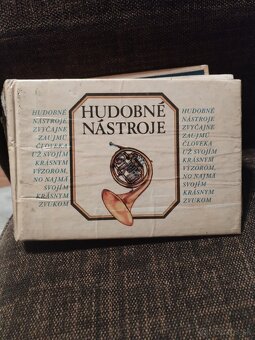 HUDOBNÉ
NÁSTROJE
HUDOBNÉ
NÁSTROJE
ZVYČAJNE
ZAUJMÚ
ČLOVEKA
UŽ SVOJÍM
KRÁSNYM
VÝZOROM,
NO NAJMÄ
SVOJÍM
KRÁSNYM
ZVUKOM
HUDOBNÉ
NÁSTROJE
ZVYČAJNE
ZAUJMÚ
ČLOVEKA
UŽ SVOJÍM
KRÁSNYM
VÝZOROM,
NO NAJMÄ
SVOJÍM
KRÁSNYM
ZVUKOM